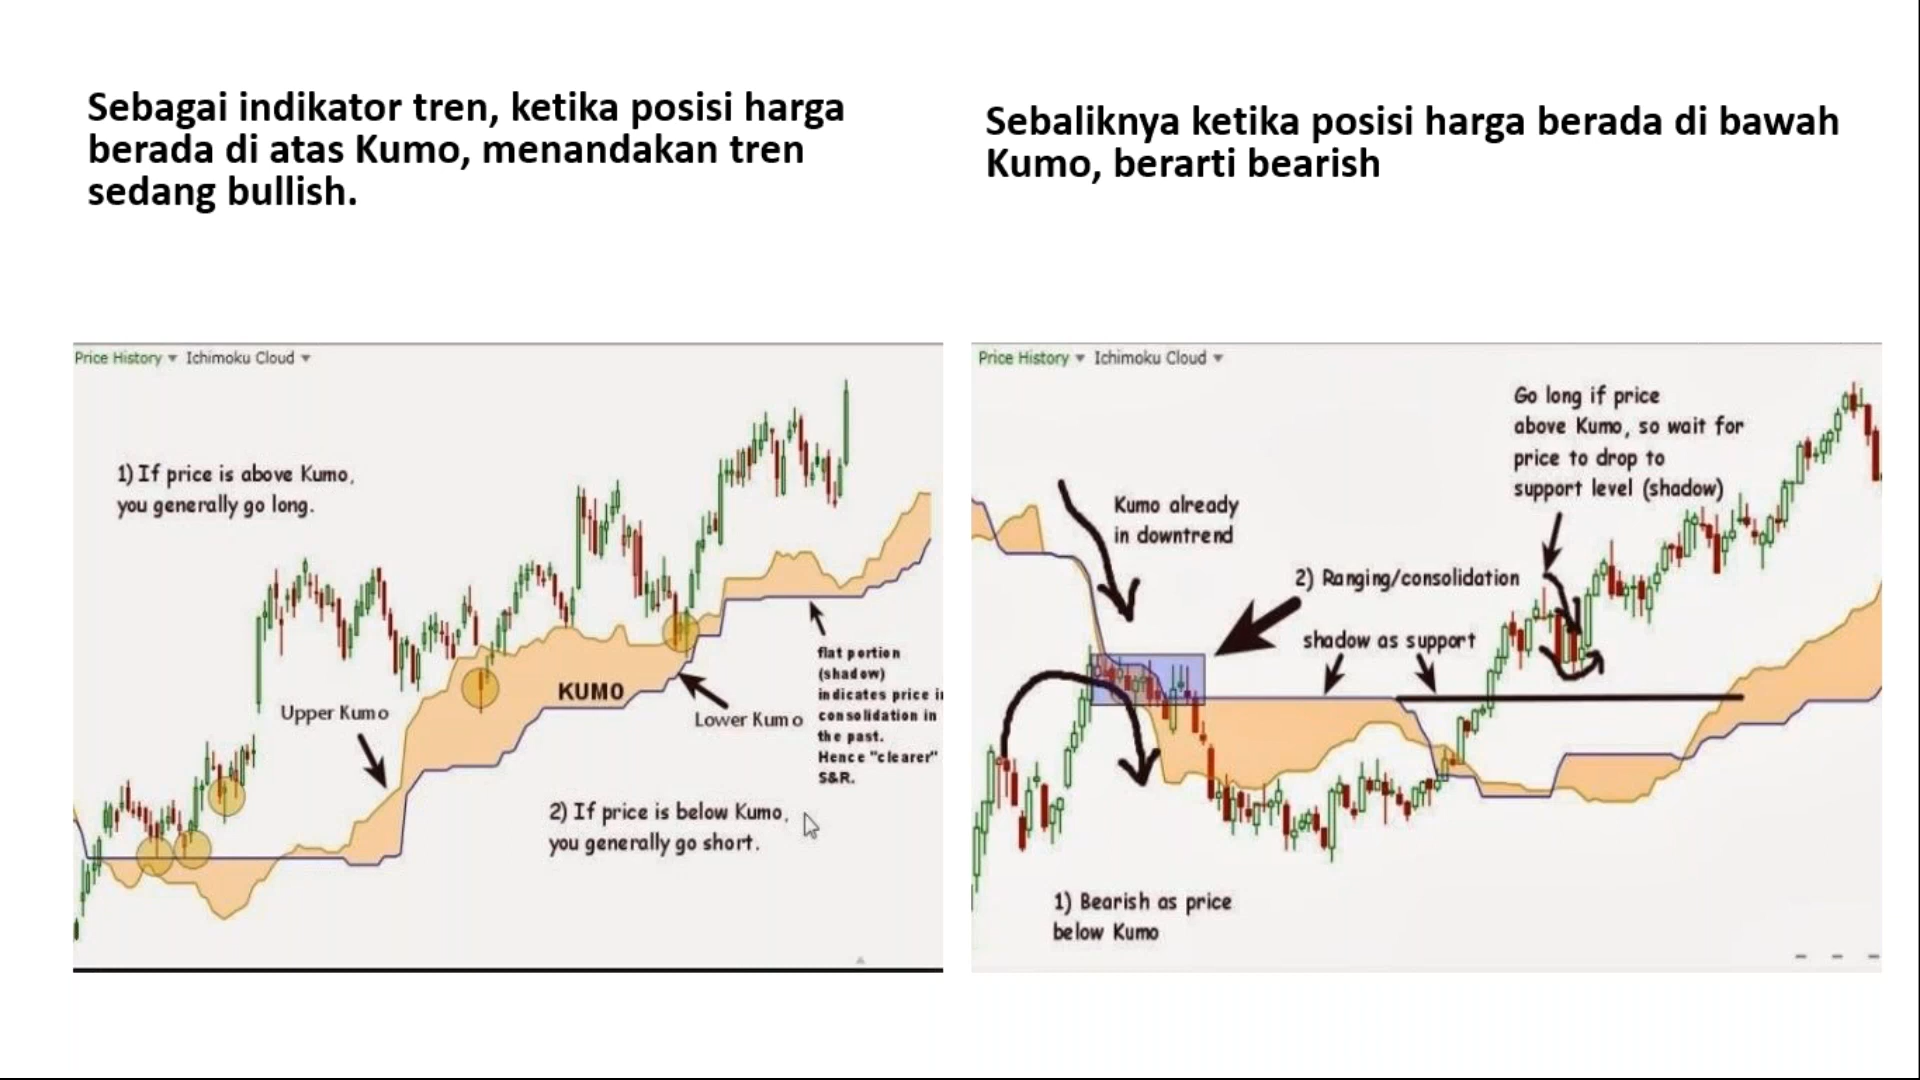 Sebagai indikator tren, ketika posisi harga
berada di atas Kumo, menandakan tren
sedang bullish.
Price History Ichimoku Cloud
1) If price is above Kumo,
you generally go long.
Upper Kumo
KUMO
Lower Kumo
flat portion
(shadow)
indicates price in
consolidation in
the past.
Hence "clearer"
S&R.
2) If price is below Kumo,
you generally go short.
Sebaliknya ketika posisi harga berada di bawah
Kumo, berarti bearish
Price History Ichimoku Cloud
Go long if price
above Kumo, so wait for
price to drop to
support level (shadow)
Kumo already
in downtrend
2) Ranging/consolidation
shadow as support
1) Bearish as price
below Kumo